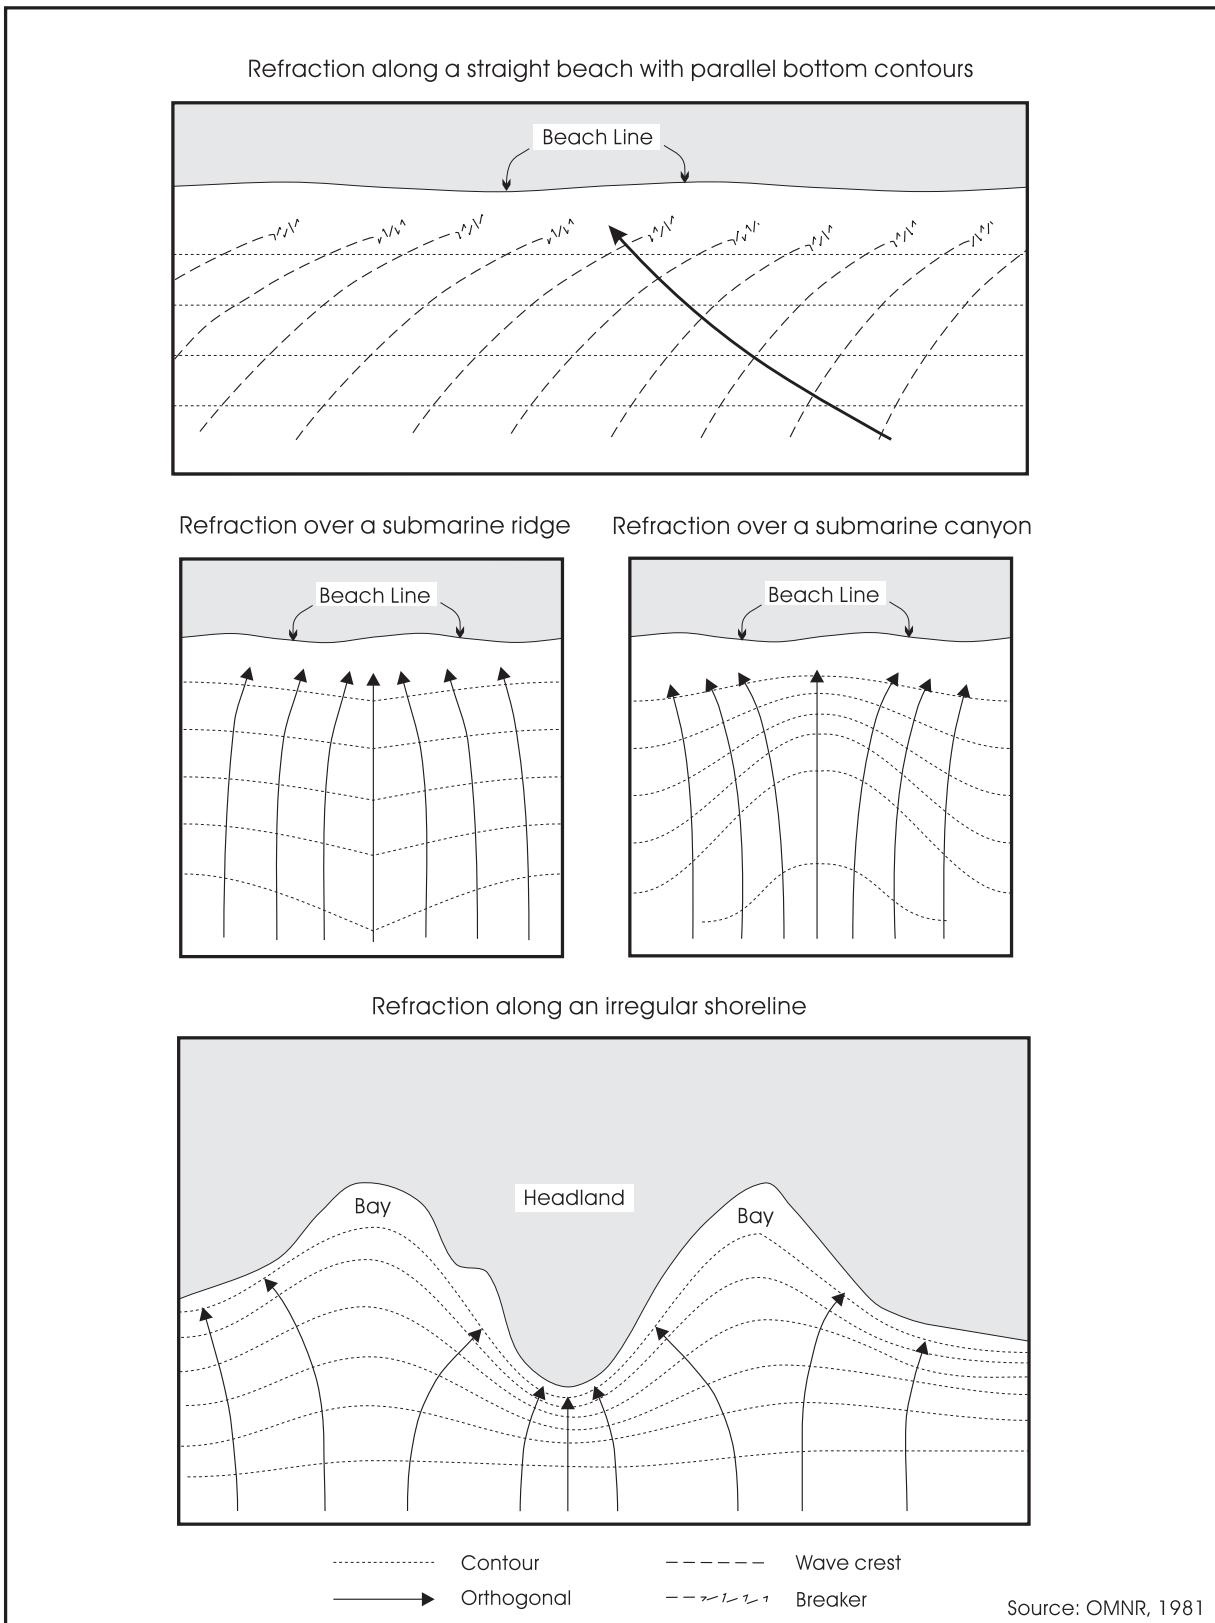 Refraction along a straight beach with parallel bottom contours
Beach Line
Refraction over a submarine ridge
Refraction over a submarine canyon
Beach Line
Beach Line
Refraction along an irregular shoreline
Bay
Headland
Bay
Contour
Wave crest
Orthogonal
Breaker
Source: OMNR, 1981